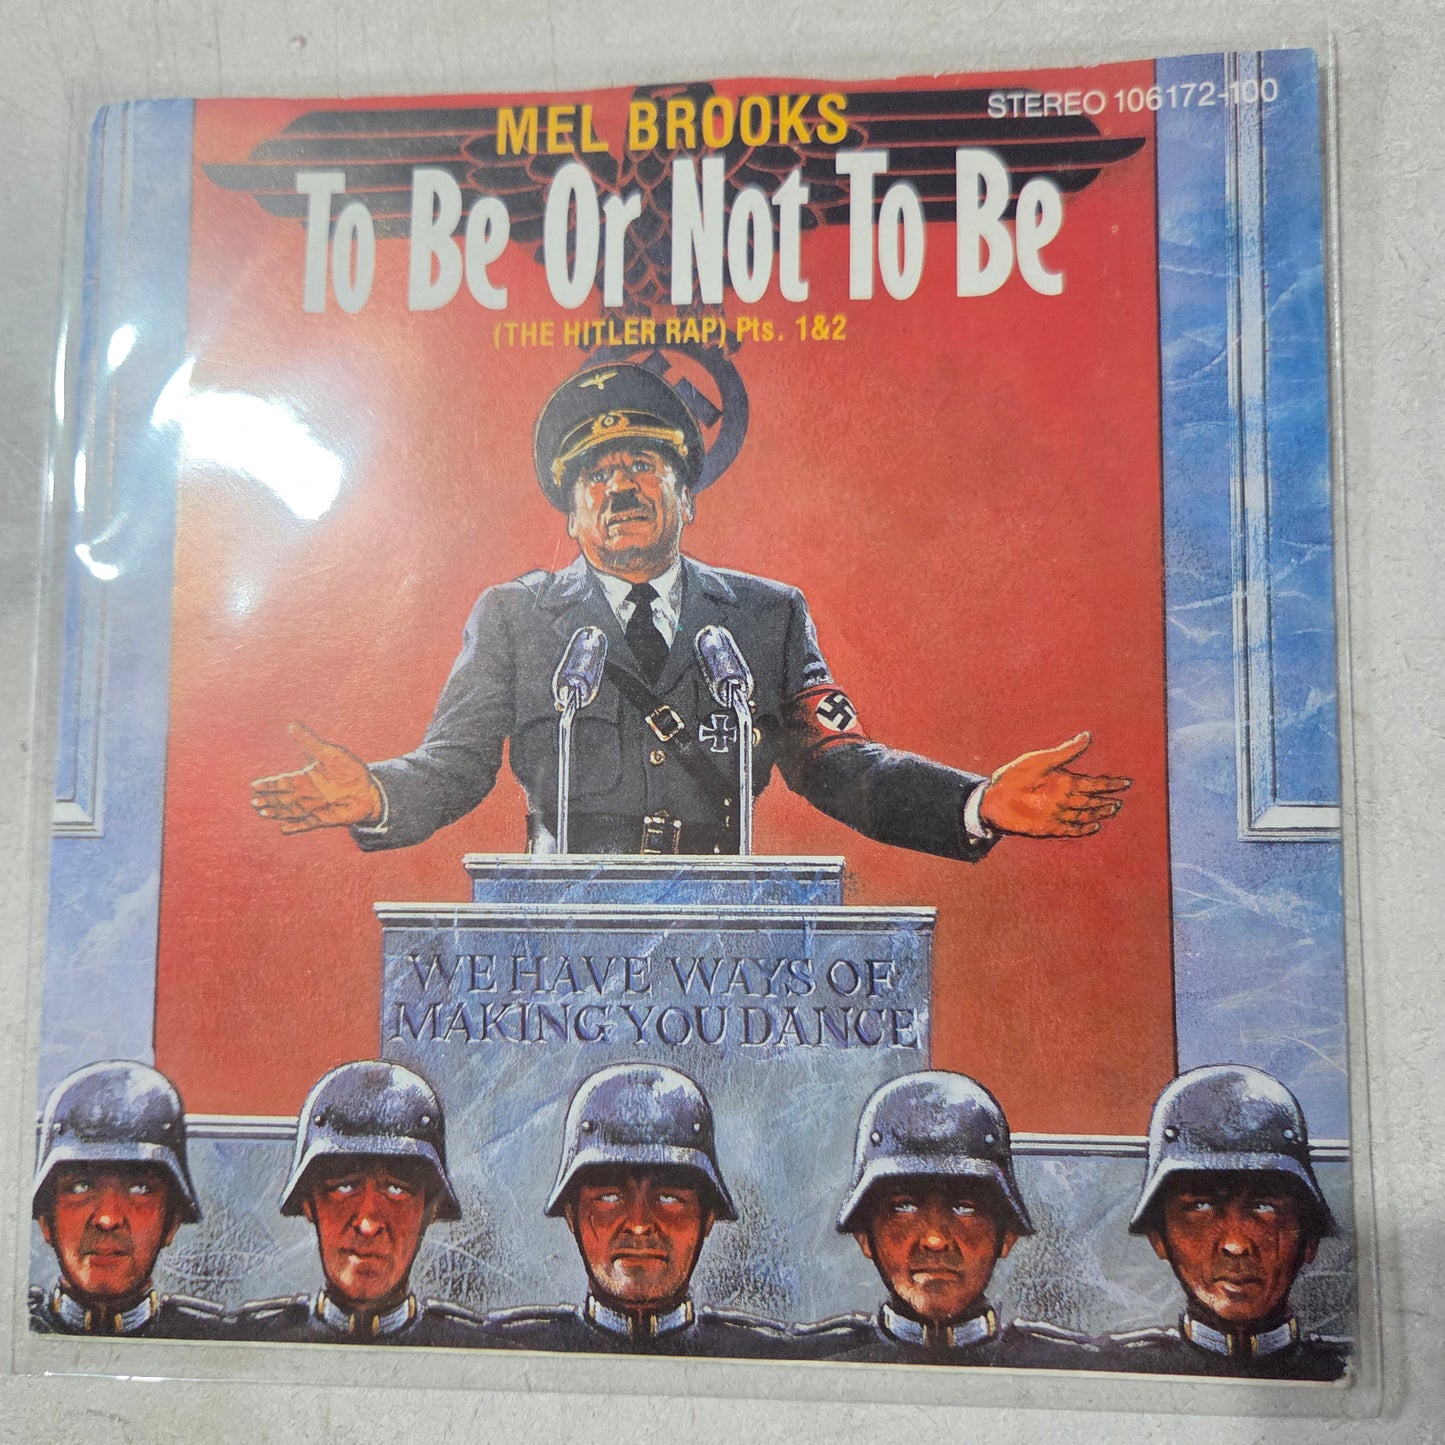 MEL BROOKS
STEREO 106172-100
To Be Or Not To Be
(THE HITLER RAP) Pts. 1&2
WE HAVE WAYS OF
MAKING YOU DANCE